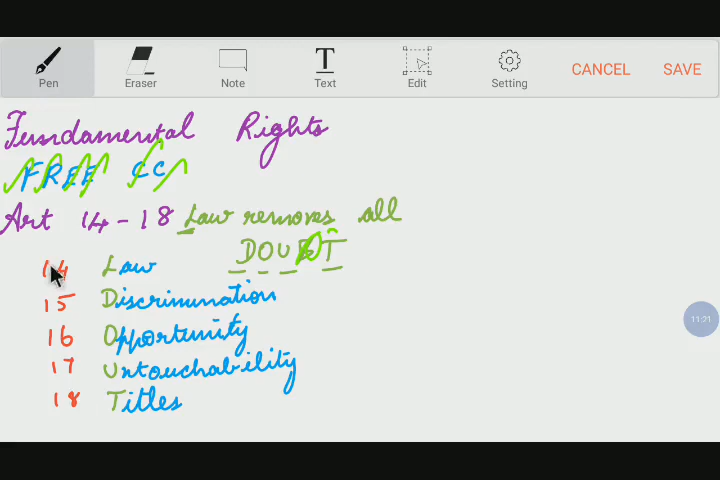 Pen Eraser Note Text Edit Setting CANCEL SAVE
Fundamental Rights
FREE CC
Art 14-18 Law removes all
DOUBT
14 Law
15 Discrimination
16 Opportunity
17 Untouchability
18 Titles
11:21